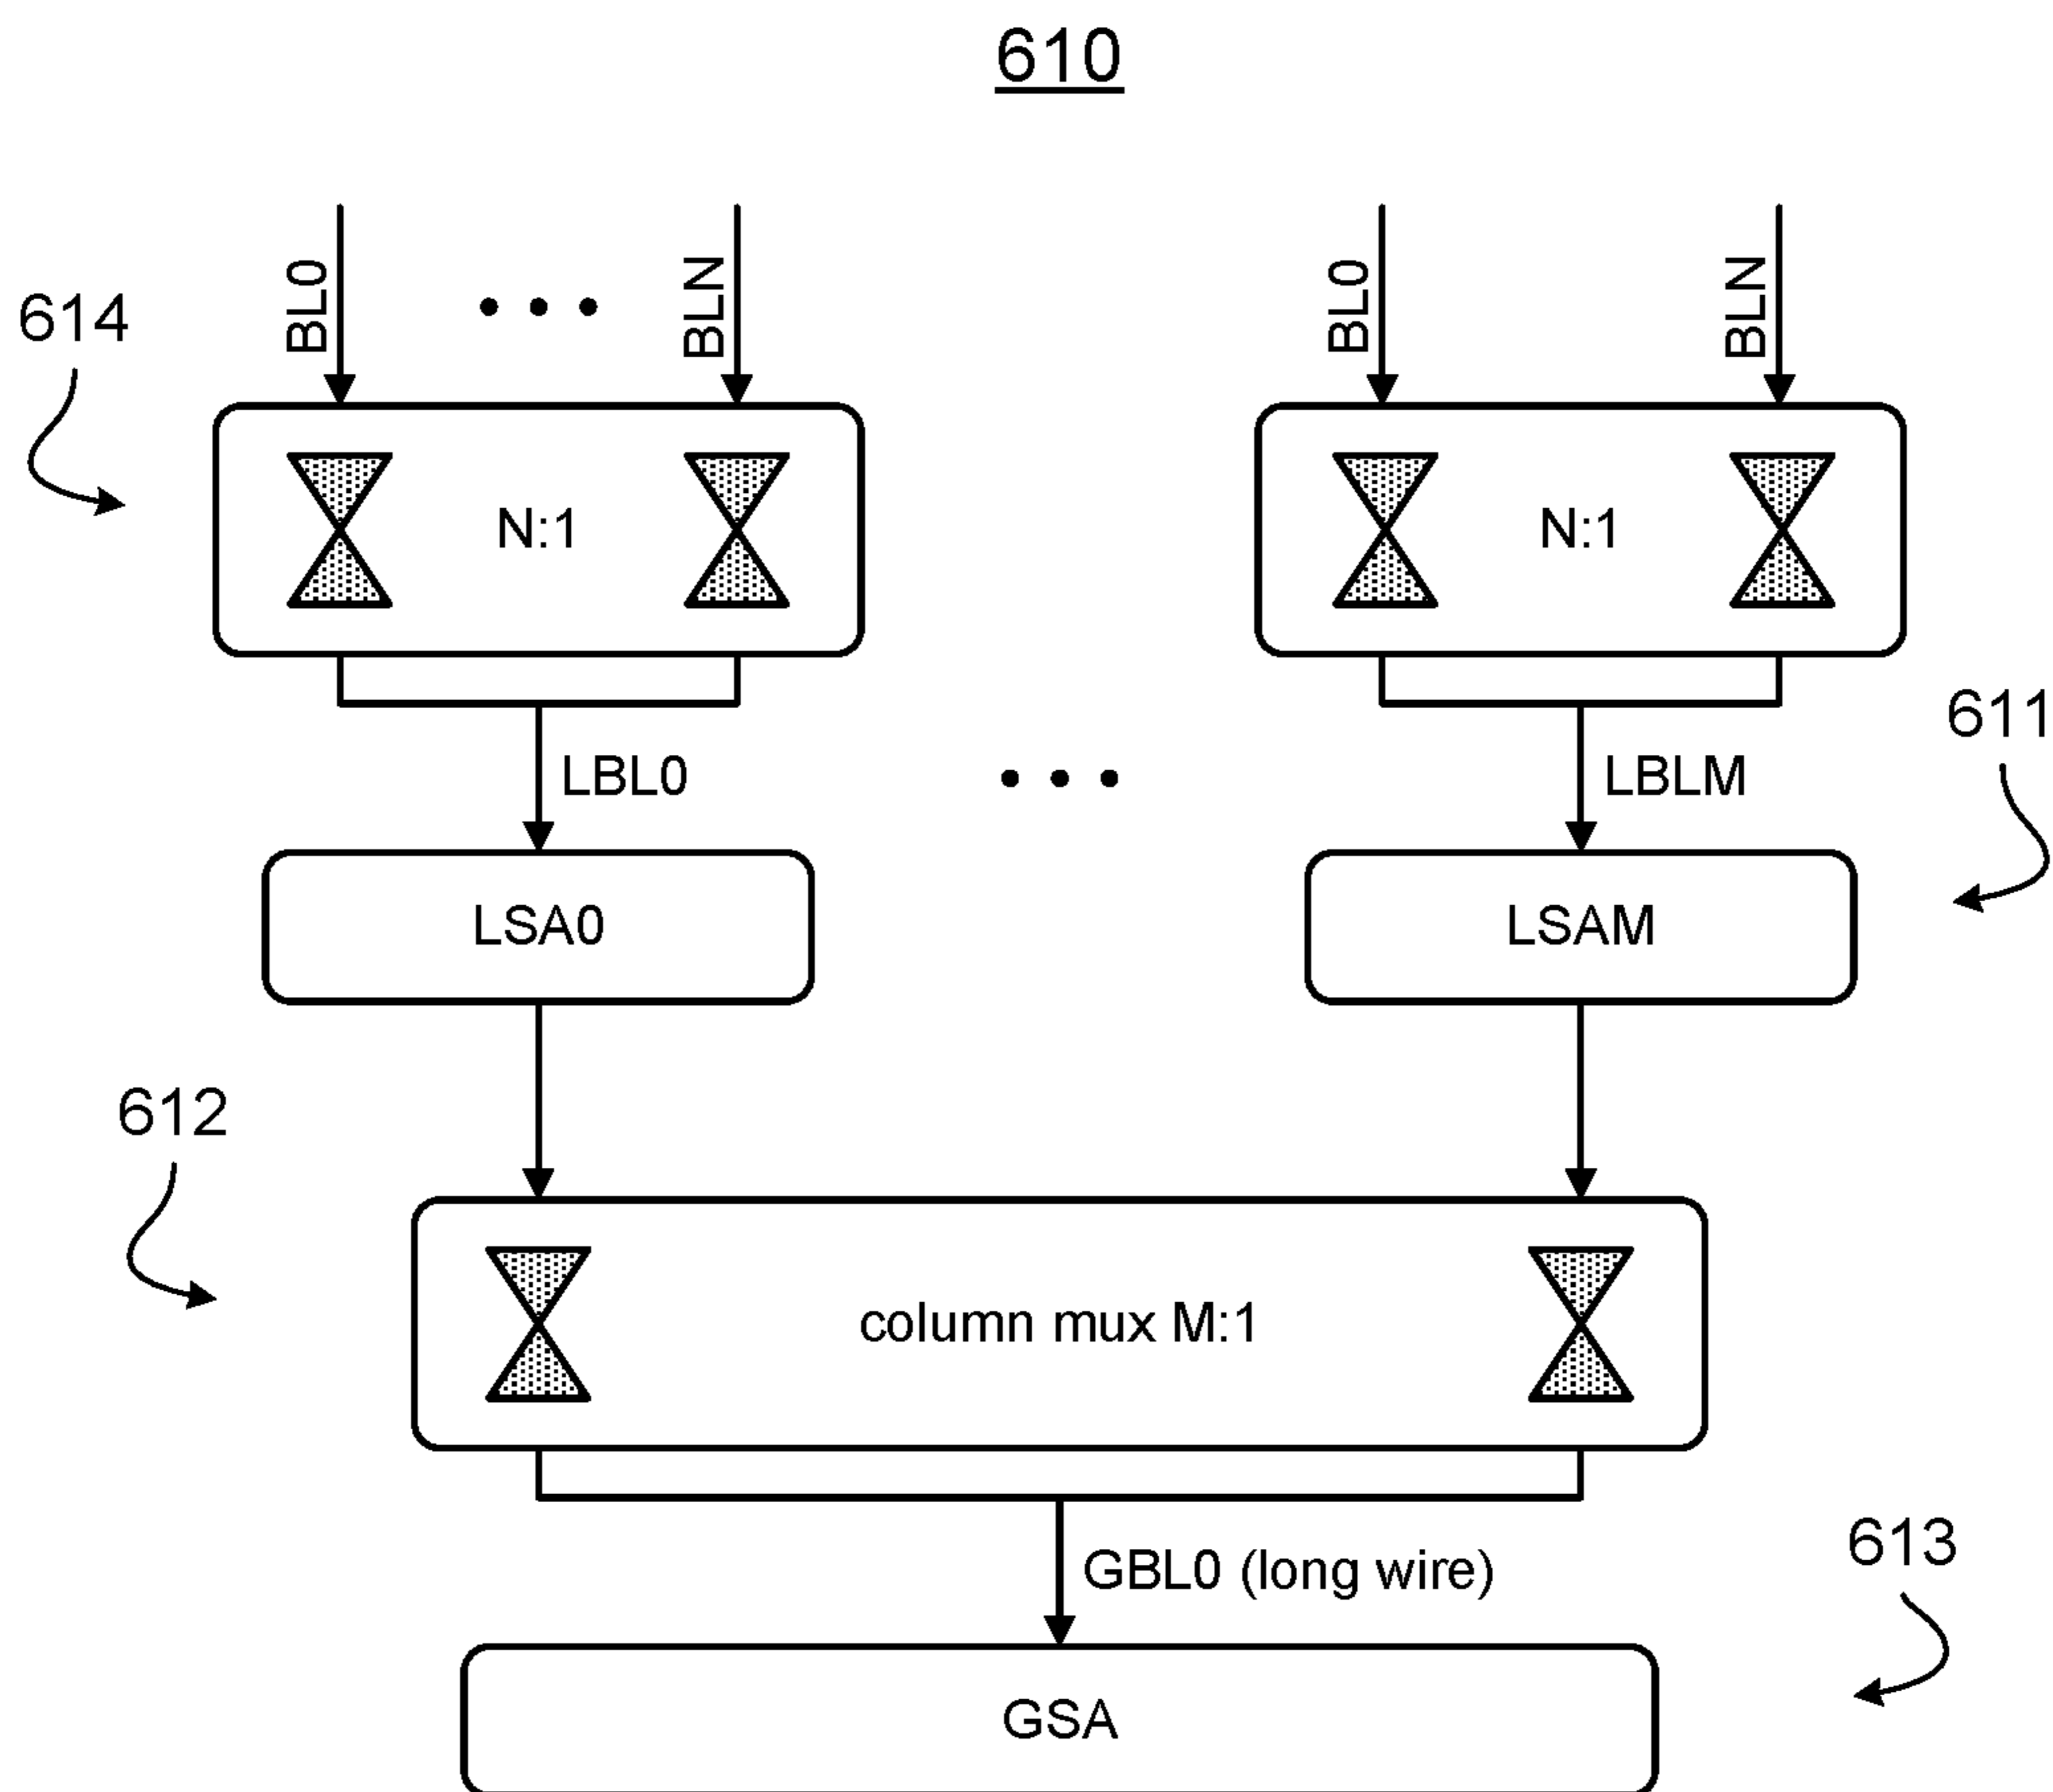 610
BL0
BLN
BL0
BLN
614
N:1
N:1
611
LBL0
LBLM
LSA0
LSAM
612
column mux M:1
613
GBL0 (long wire)
GSA